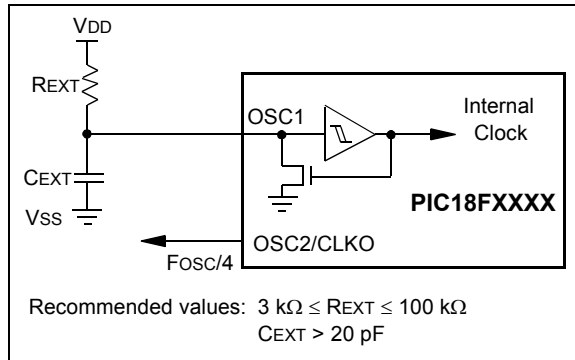 VDD
REXT
OSC1
Internal
Clock
CEXT
PIC18FXXXX
VSS
OSC2/CLKO
FOSC/4
Recommended values: 3 kΩ ≤ REXT ≤ 100 kΩ
CEXT > 20 pF